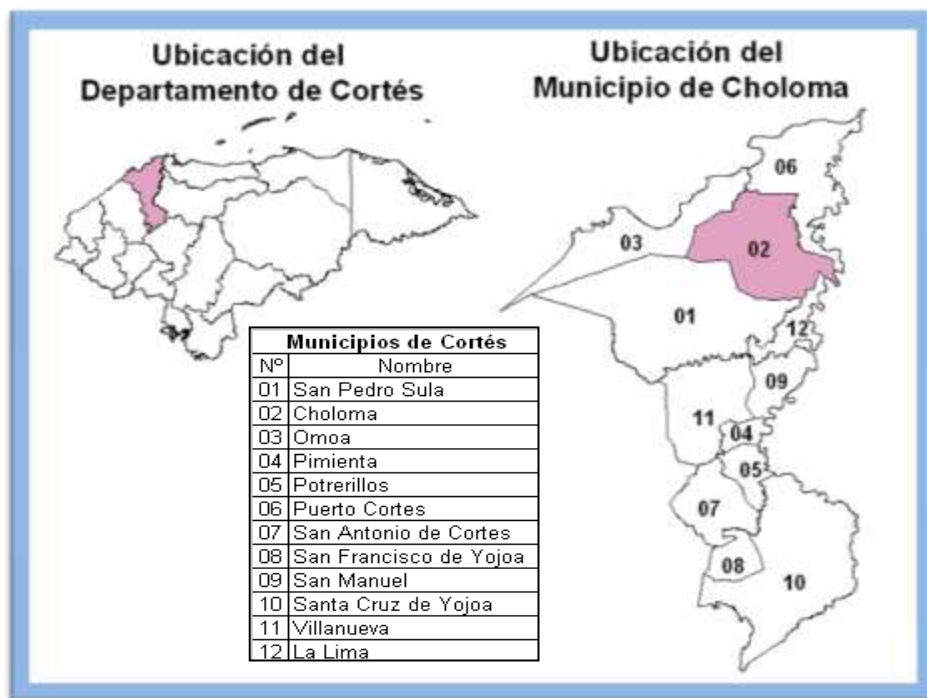 Ubicación del
Departamento de Cortés
Ubicación del
Municipio de Choloma
06
03
02
01
12
09
11
04
05
07
08
10
Municipios de Cortés
Nº Nombre
01 San Pedro Sula
02 Choloma
03 Omoa
04 Pimienta
05 Potrerillos
06 Puerto Cortes
07 San Antonio de Cortes
08 San Francisco de Yojoa
09 San Manuel
10 Santa Cruz de Yojoa
11 Villanueva
12 La Lima